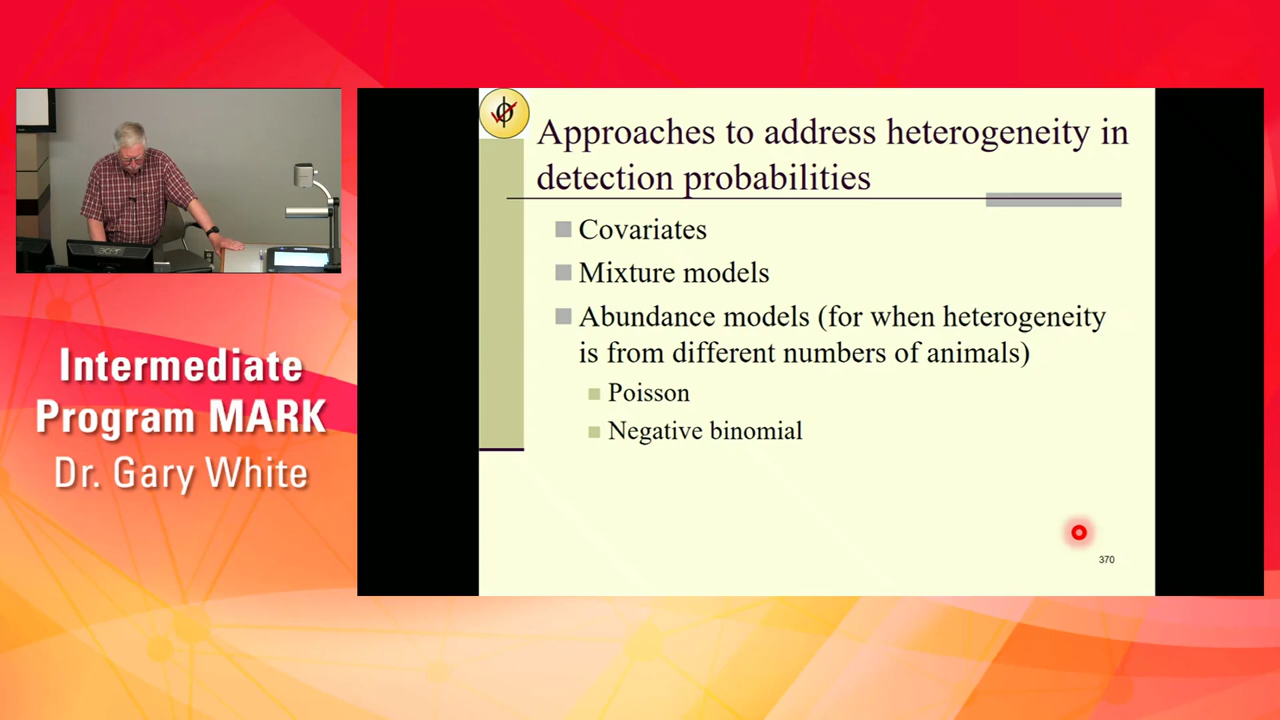 Approaches to address heterogeneity in
detection probabilities
Covariates
Mixture models
Abundance models (for when heterogeneity
is from different numbers of animals)
Poisson
Negative binomial
370
Intermediate
Program MARK
Dr. Gary White